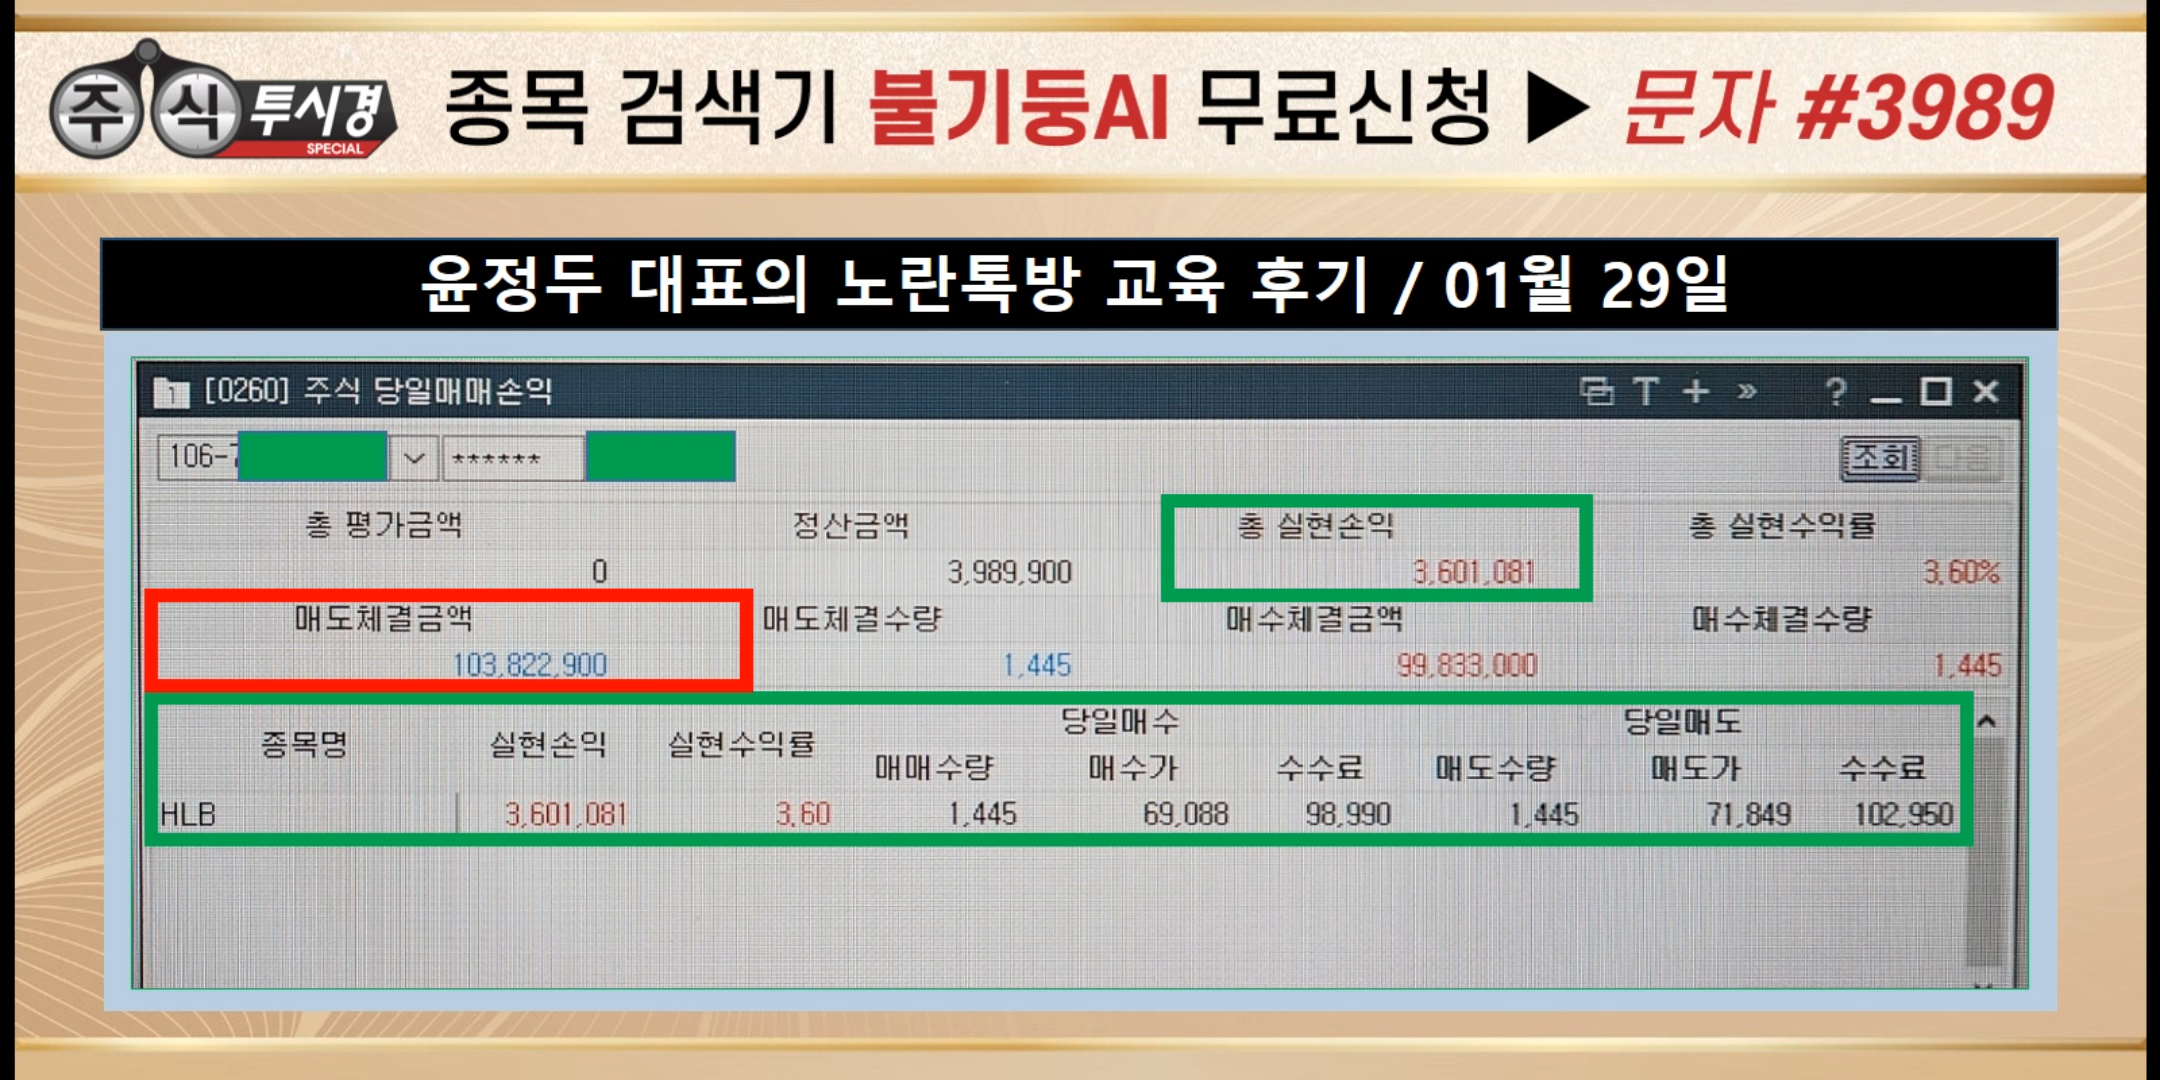 주식투시경
SPECIAL
종목 검색기 불기둥AI 무료신청 ▶ 문자 #3989
윤정두 대표의 노란톡방 교육 후기 / 01월 29일
[0260] 주식 당일매매손익
106-7 ****** 조회 다음
총 평가금액 정산금액 총 실현손익 총 실현수익률
0 3,989,900 3,601,081 3.60%
매도체결금액 매도체결수량 매수체결금액 매수체결수량
103,822,900 1,445 99,833,000 1,445
당일매수 당일매도
종목명 실현손익 실현수익률 매매수량 매수가 수수료 매도수량 매도가 수수료
HLB 3,601,081 3.60 1,445 69,088 98,990 1,445 71,849 102,950